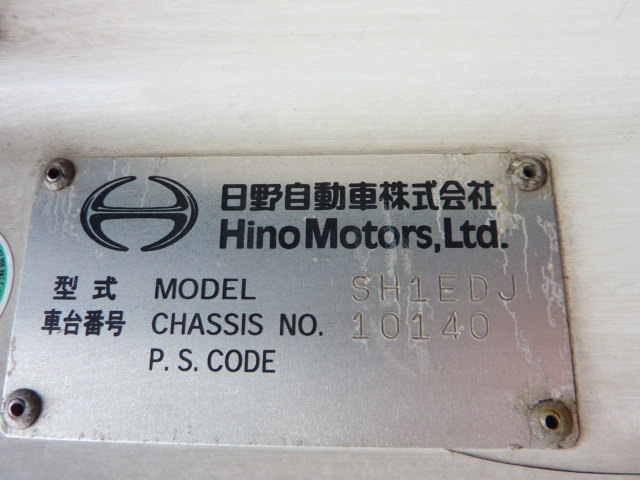 日野自動車株式会社
Hino Motors, Ltd.
型式 MODEL SH1EDJ
車台番号 CHASSIS NO. 10140
P. S. CODE